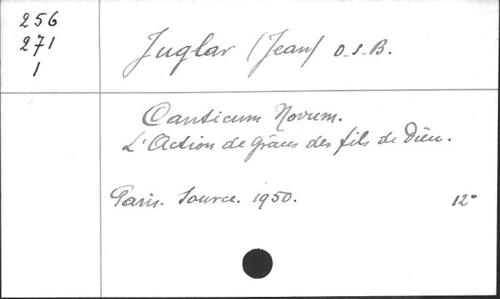 256
271
1
Juglar (Jean) O.S.B.
Canticum Novum.
L'Action de grâces des fils de Dieu.
Paris. Source. 1950. 12°